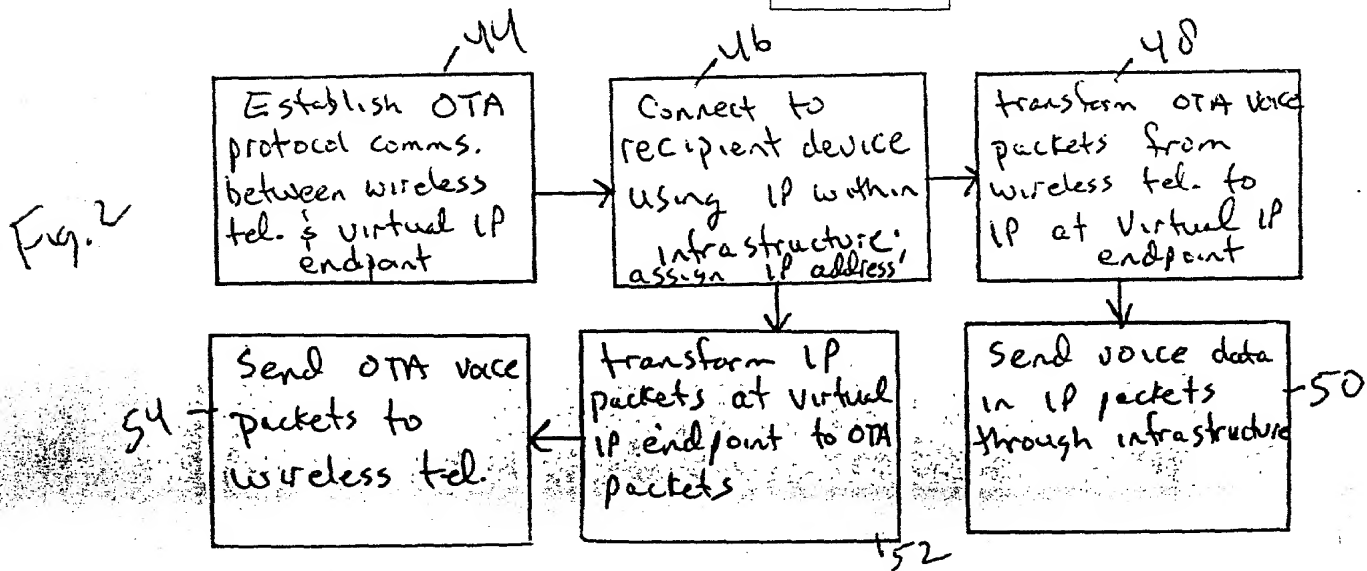 44
Establish OTA
protocol comms.
between wireless
tel. & virtual IP
endpoint
46
Connect to
recipient device
using IP within
infrastructure;
assign IP address
48
transform OTA voice
packets from
wireless tel. to
IP at virtual IP
endpoint
Fig. 2
54
Send OTA voice
packets to
wireless tel.
transform IP
packets at virtual
IP endpoint to OTA
packets
52
Send voice data
in IP packets
through infrastructure
50